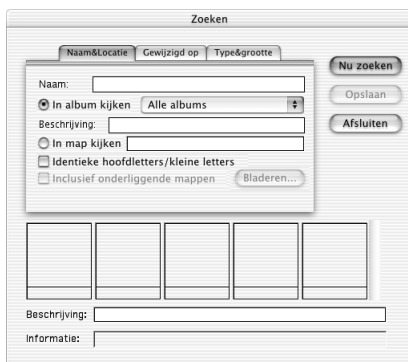 Zoeken
Naam&Locatie Gewijzigd op Type&grootte
Nu zoeken
Naam:
Opslaan
In album kijken Alle albums
Beschrijving:
Afsluiten
In map kijken
Identieke hoofdletters/kleine letters
Inclusief onderliggende mappen Bladeren...
Beschrijving:
Informatie: